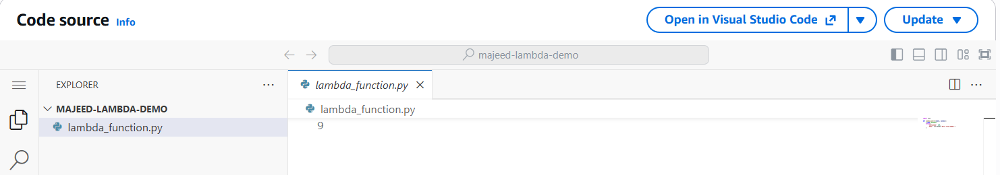 Code source Info Open in Visual Studio Code Update
majeed-lambda-demo
EXPLORER ... lambda_function.py ...
MAJEED-LAMBDA-DEMO lambda_function.py
lambda_function.py 9